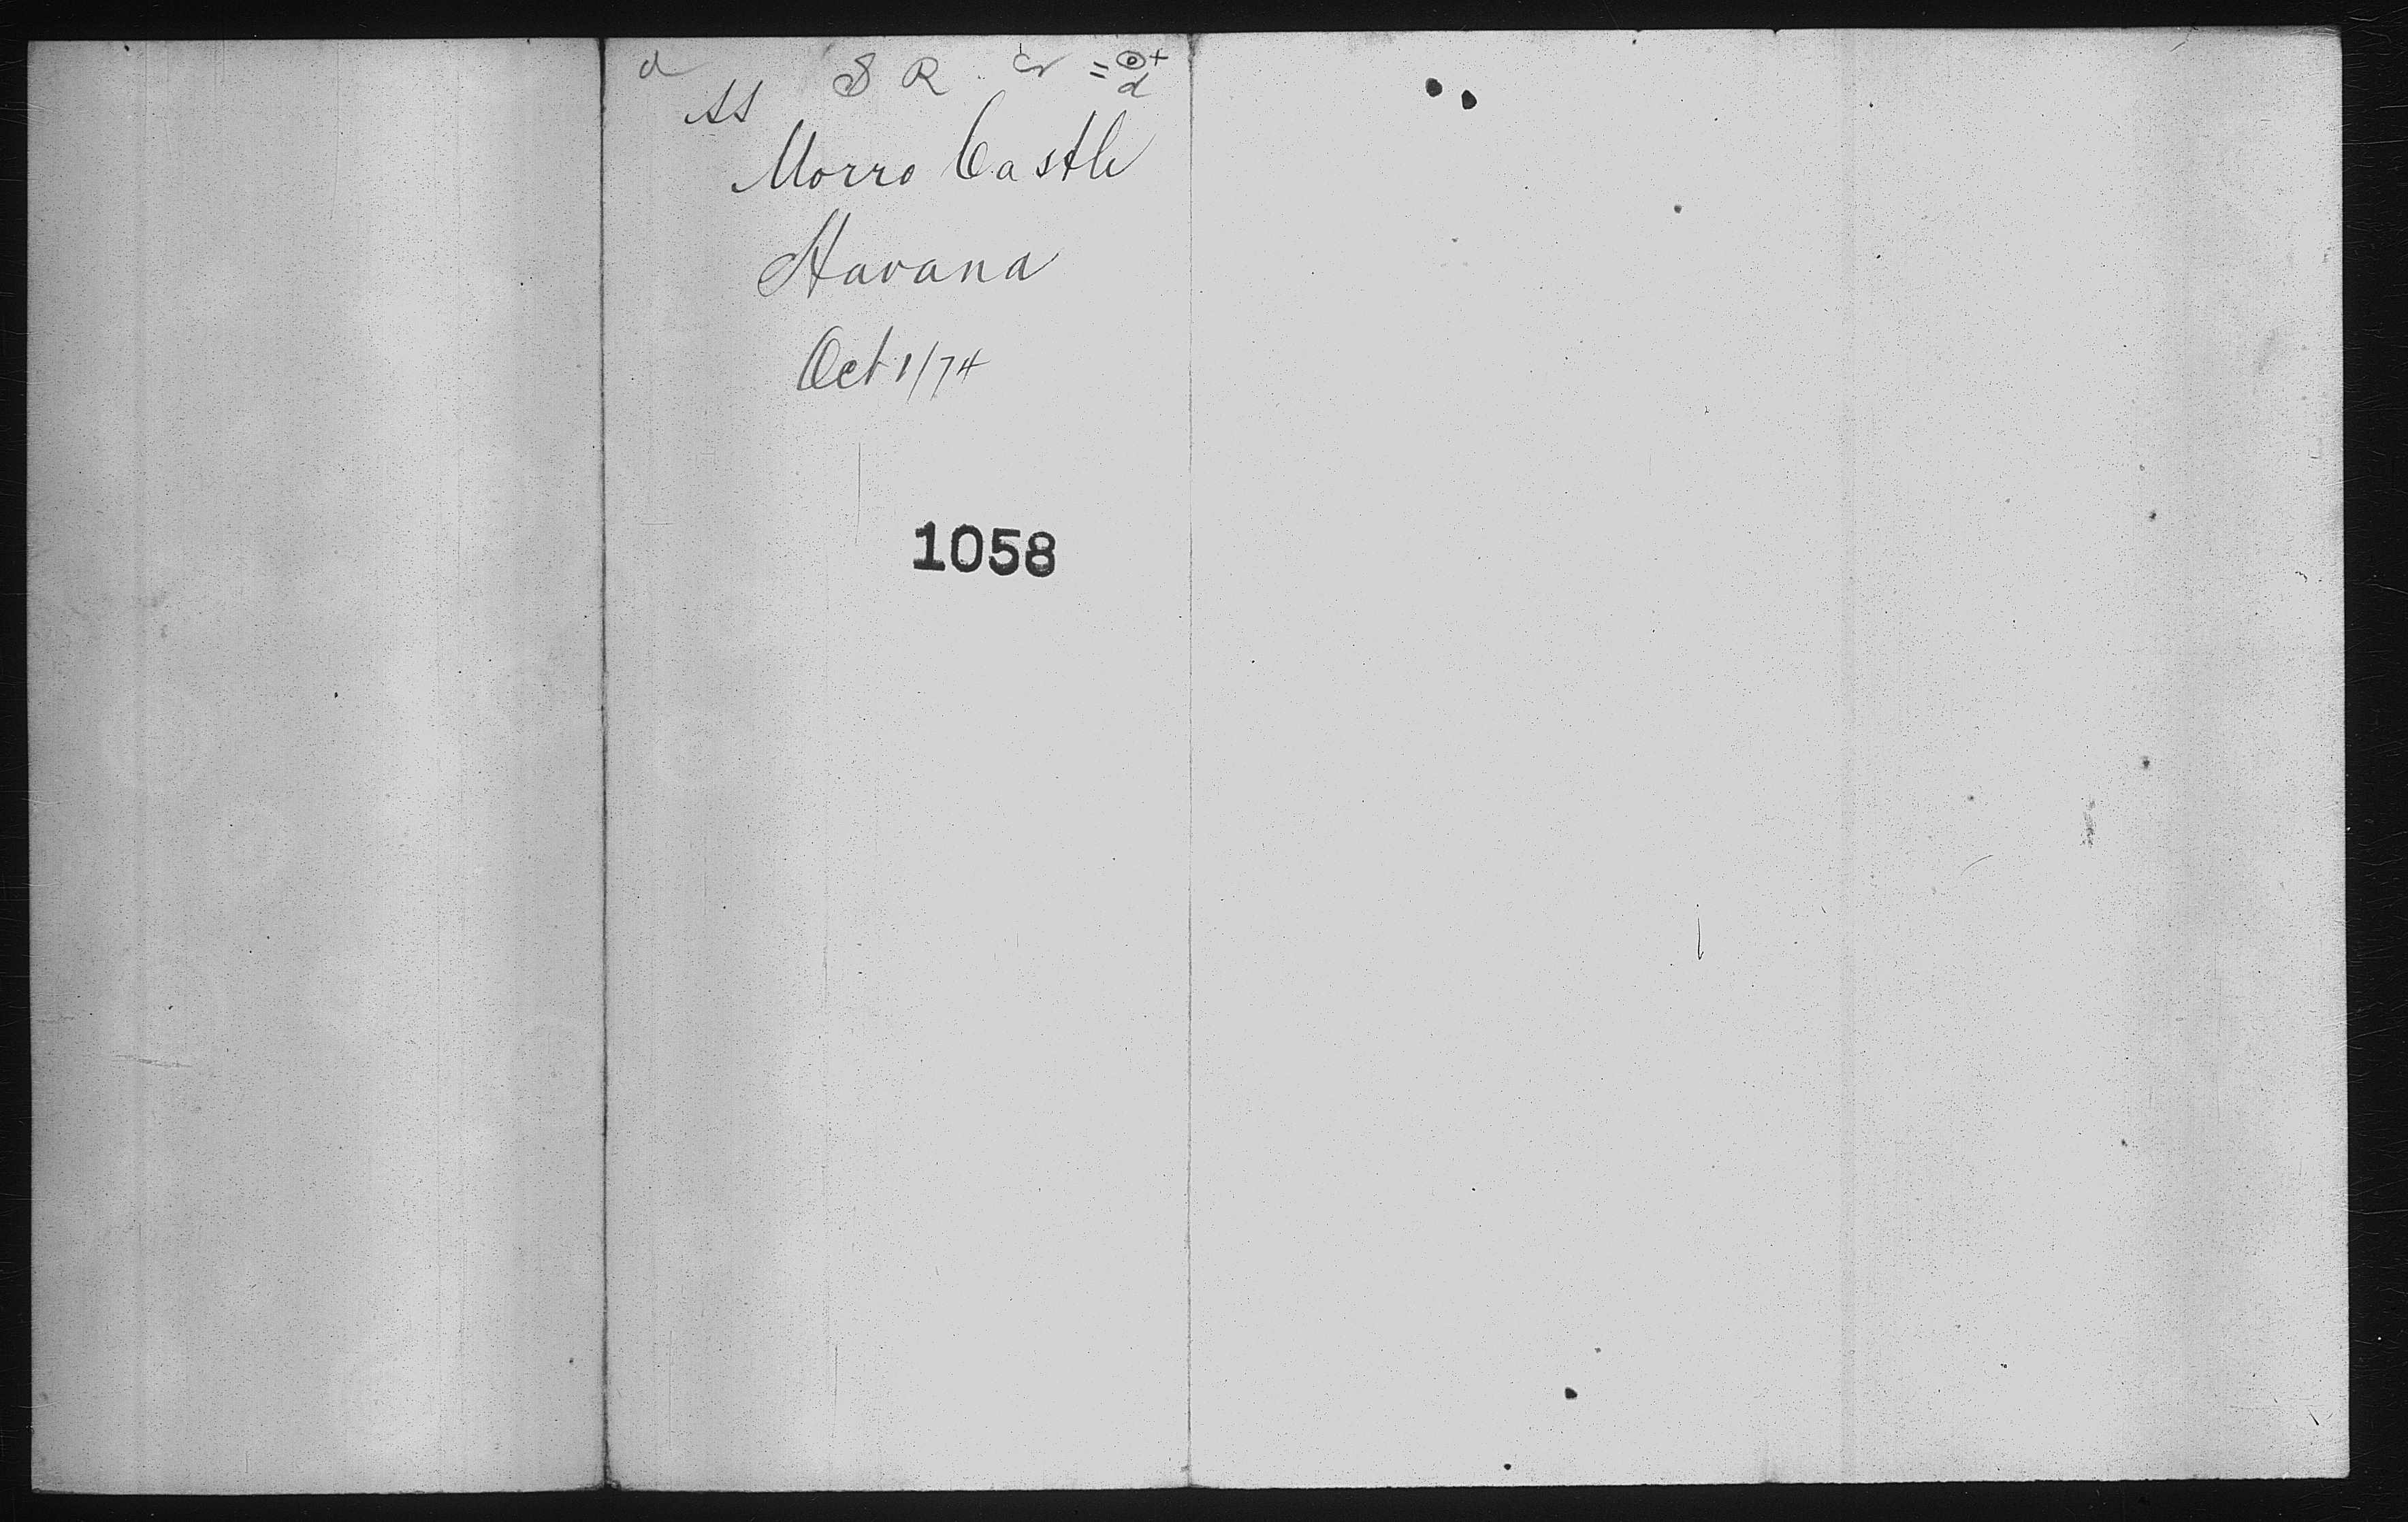 d S R
SS
Morro Castle
Havana
Oct 1/74
1058